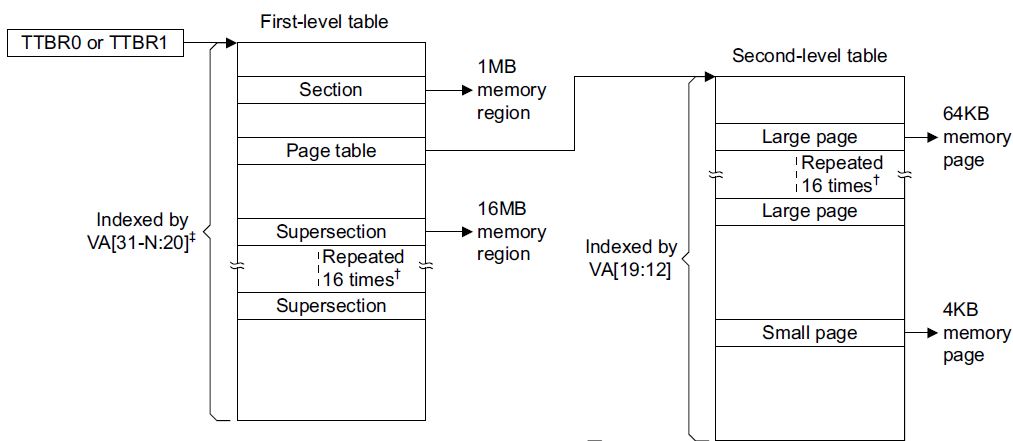 First-level table
TTBR0 or TTBR1
Second-level table
1MB
memory
region
Section
64KB
memory
page
Large page
Page table
Repeated
16 times†
16MB
memory
region
Large page
Indexed by
VA[31-N:20]‡
Supersection
Indexed by
VA[19:12]
Repeated
16 times†
Supersection
4KB
memory
page
Small page